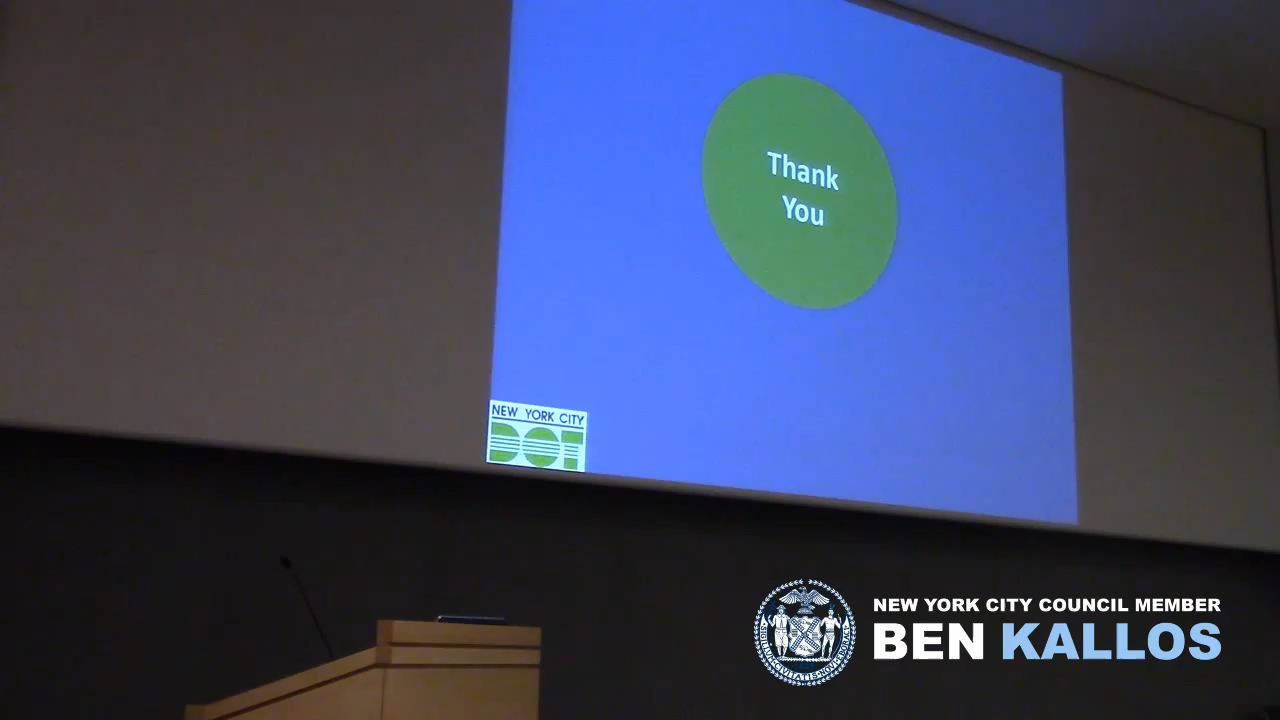 Thank
You
NEW YORK CITY
DOT
NEW YORK CITY COUNCIL MEMBER
BEN KALLOS